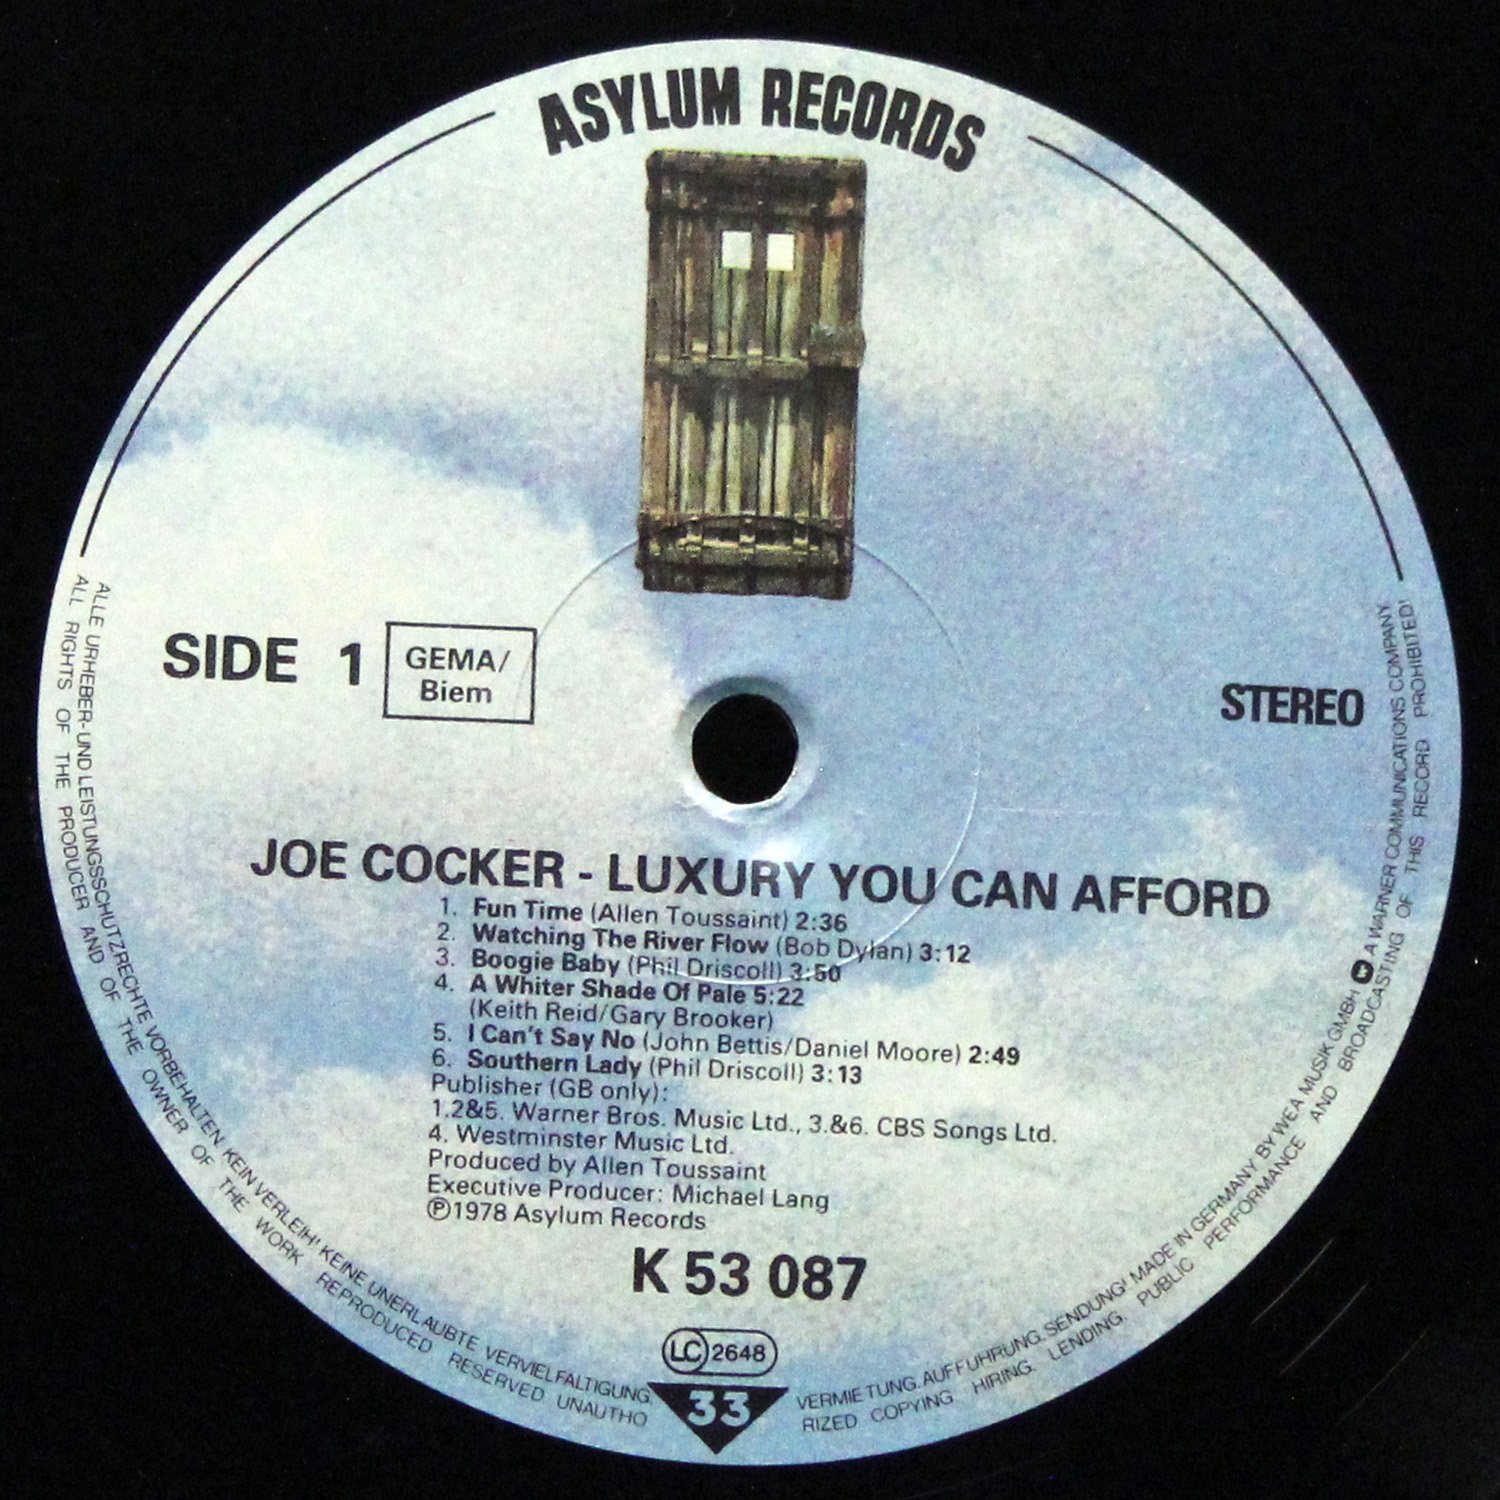 ASYLUM RECORDS
SIDE 1
GEMA/
Biem
STEREO
JOE COCKER - LUXURY YOU CAN AFFORD
1. Fun Time (Allen Toussaint) 2:36
2. Watching The River Flow (Bob Dylan) 3:12
3. Boogie Baby (Phil Driscoll) 3:50
4. A Whiter Shade Of Pale 5:22
(Keith Reid/Gary Brooker)
5. I Can't Say No (John Bettis/Daniel Moore) 2:49
6. Southern Lady (Phil Driscoll) 3:13
Publisher (GB only):
1.2&5. Warner Bros. Music Ltd., 3.&6. CBS Songs Ltd.
4. Westminster Music Ltd.
Produced by Allen Toussaint
Executive Producer: Michael Lang
Ⓟ1978 Asylum Records
K 53 087
LC 2648
33
ALLE URHEBER- UND LEISTUNGSSCHUTZRECHTE VORBEHALTEN. KEIN VERLEIH! KEINE UNERLAUBTE VERVIELFÄLTIGUNG, VERMIETUNG, AUFFÜHRUNG, SENDUNG! MADE IN GERMANY BY WEA MUSIK GMBH A WARNER COMMUNICATIONS COMPANY
ALL RIGHTS OF THE PRODUCER AND OF THE OWNER OF THE WORK REPRODUCED RESERVED UNAUTHO RIZED COPYING HIRING, LENDING, PUBLIC PERFORMANCE AND BROADCASTING OF THIS RECORD PROHIBITED!